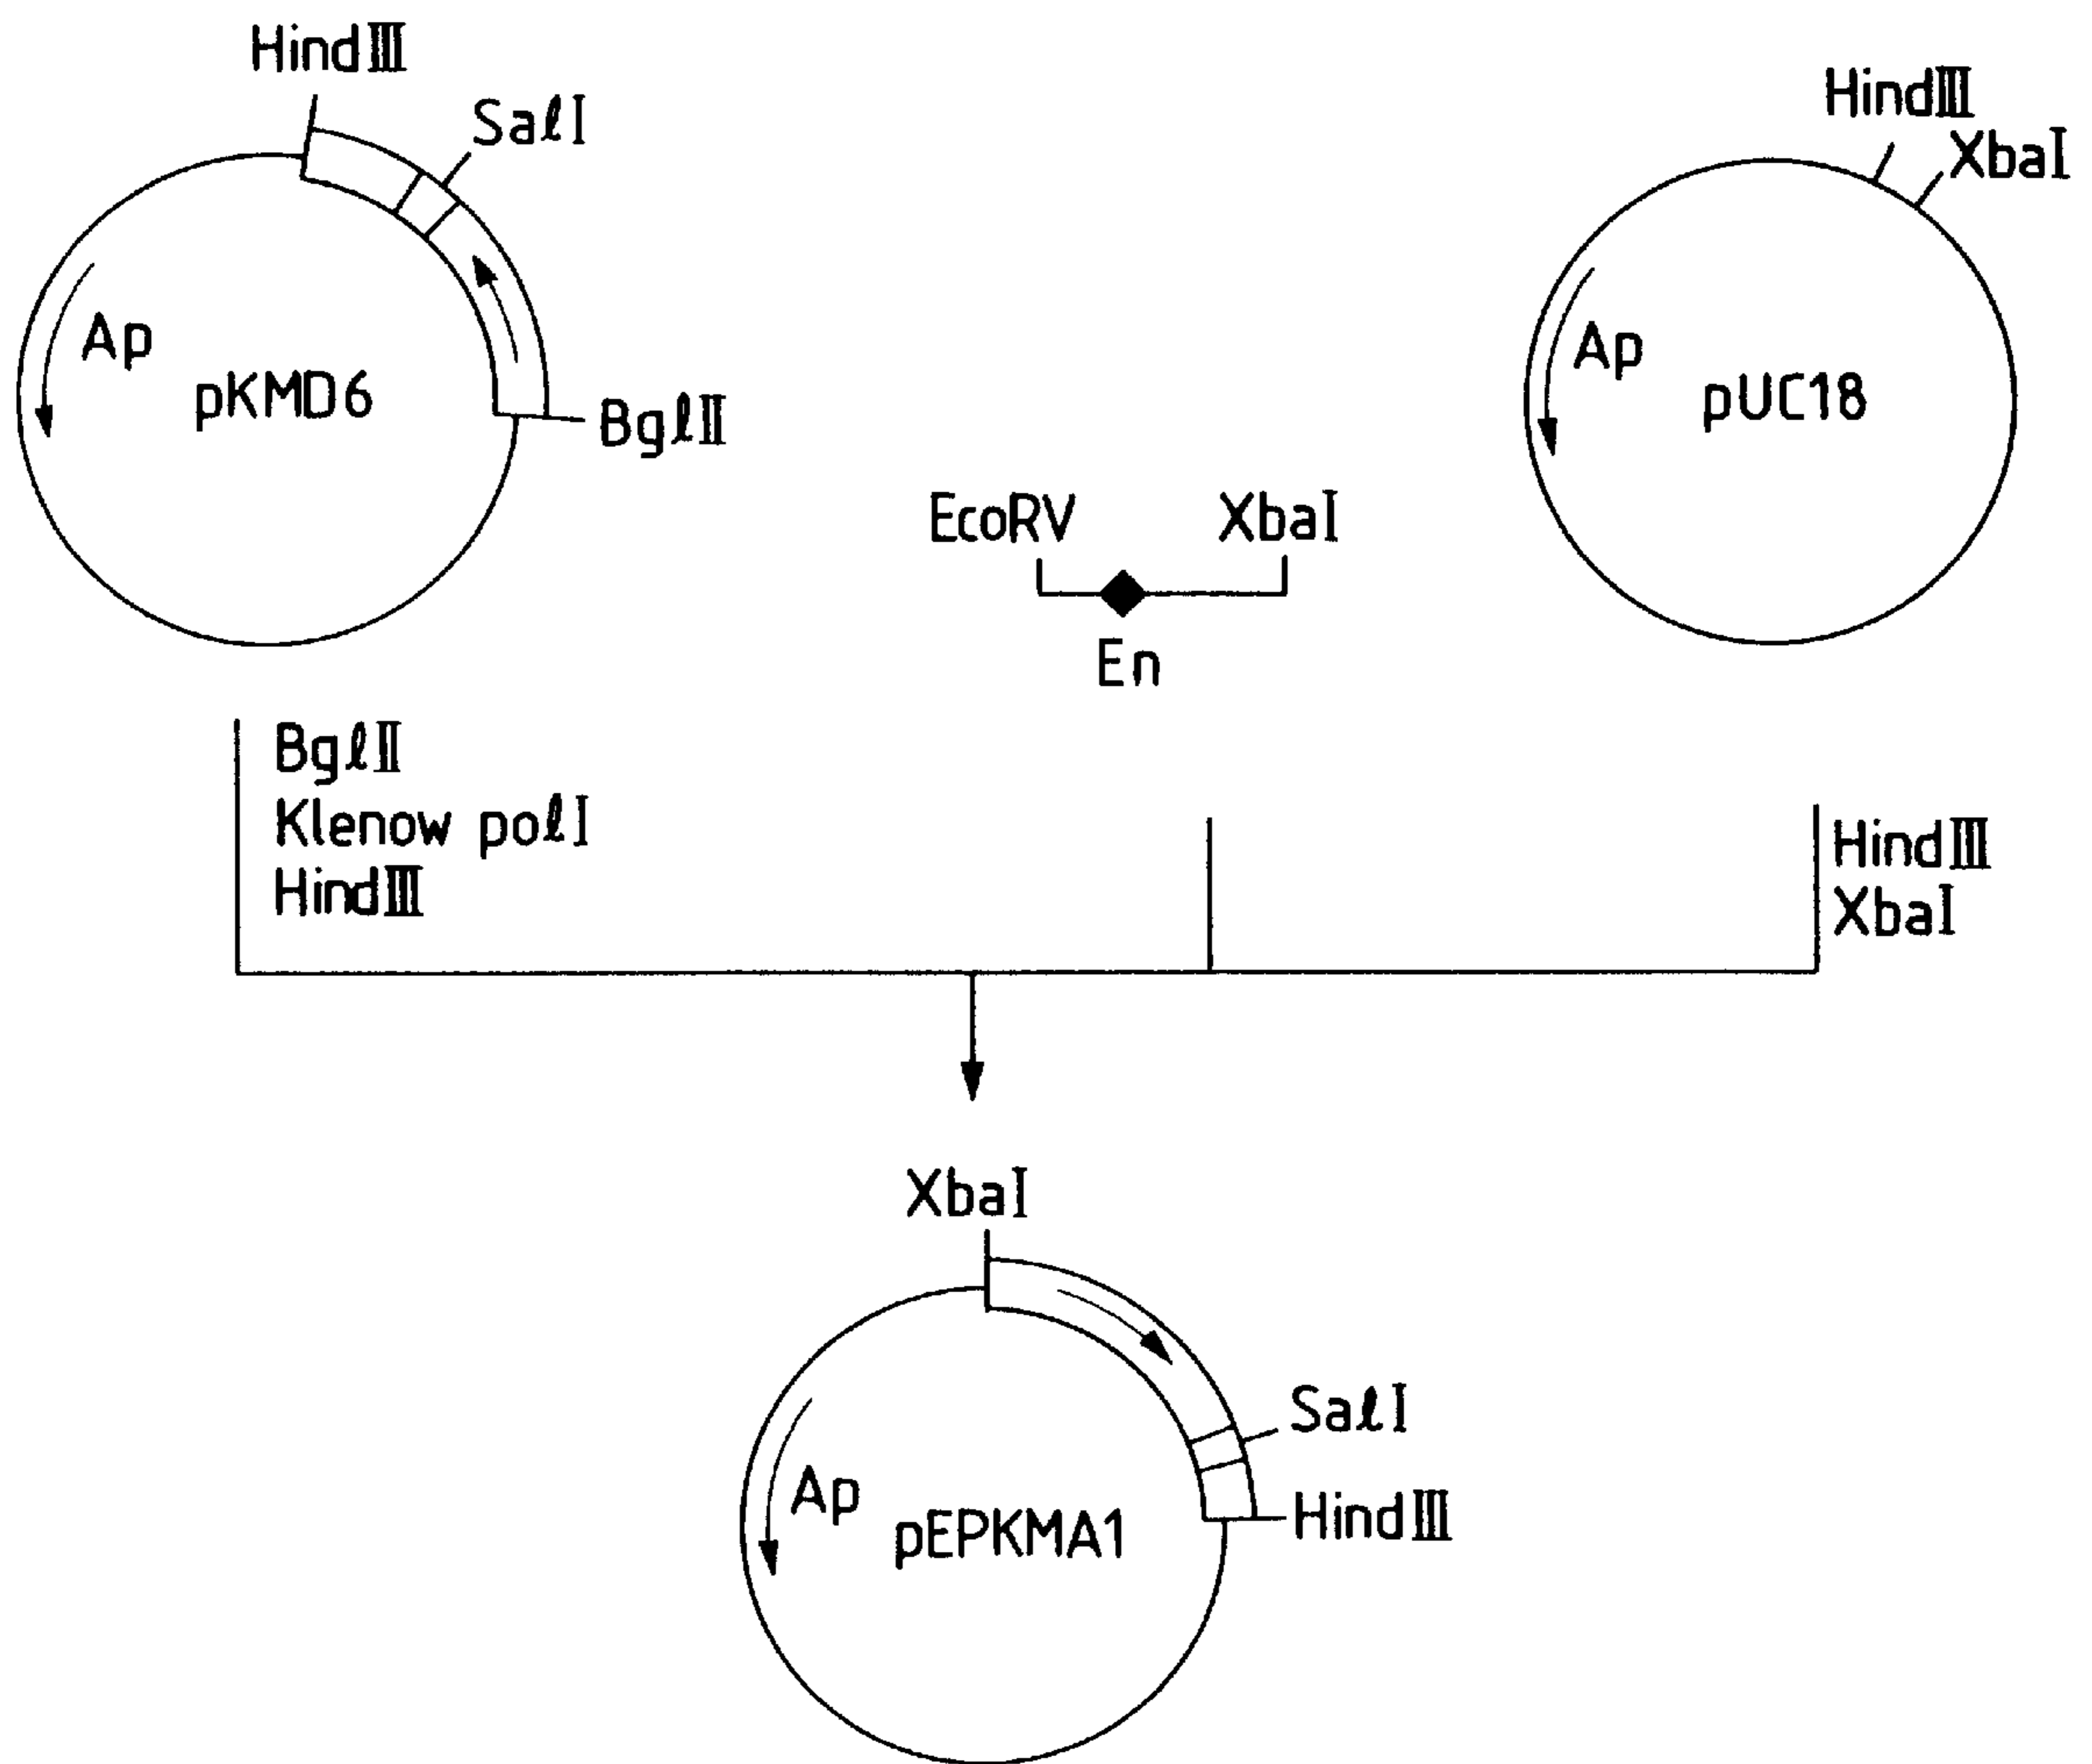 HindⅢ
SalI
Ap
pKMD6
BglⅡ
HindⅢ
XbaI
Ap
pUC18
EcoRV XbaI
En
BglⅡ
Klenow polI
HindⅢ
HindⅢ
XbaI
XbaI
SalI
HindⅢ
Ap
pEPKMA1